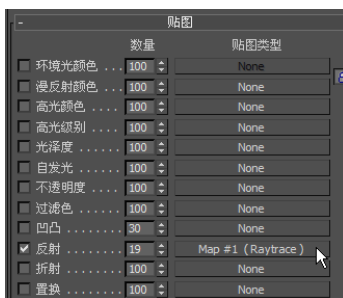 - 贴图
数量 贴图类型
环境光颜色 ... 100 None
漫反射颜色 ... 100 None
高光颜色 .... 100 None
高光级别 .... 100 None
光泽度 ...... 100 None
自发光 ...... 100 None
不透明度 .... 100 None
过滤色 ...... 100 None
凹凸 ........ 30 None
反射 ........ 19 Map #1 (Raytrace)
折射 ........ 100 None
置换 ........ 100 None